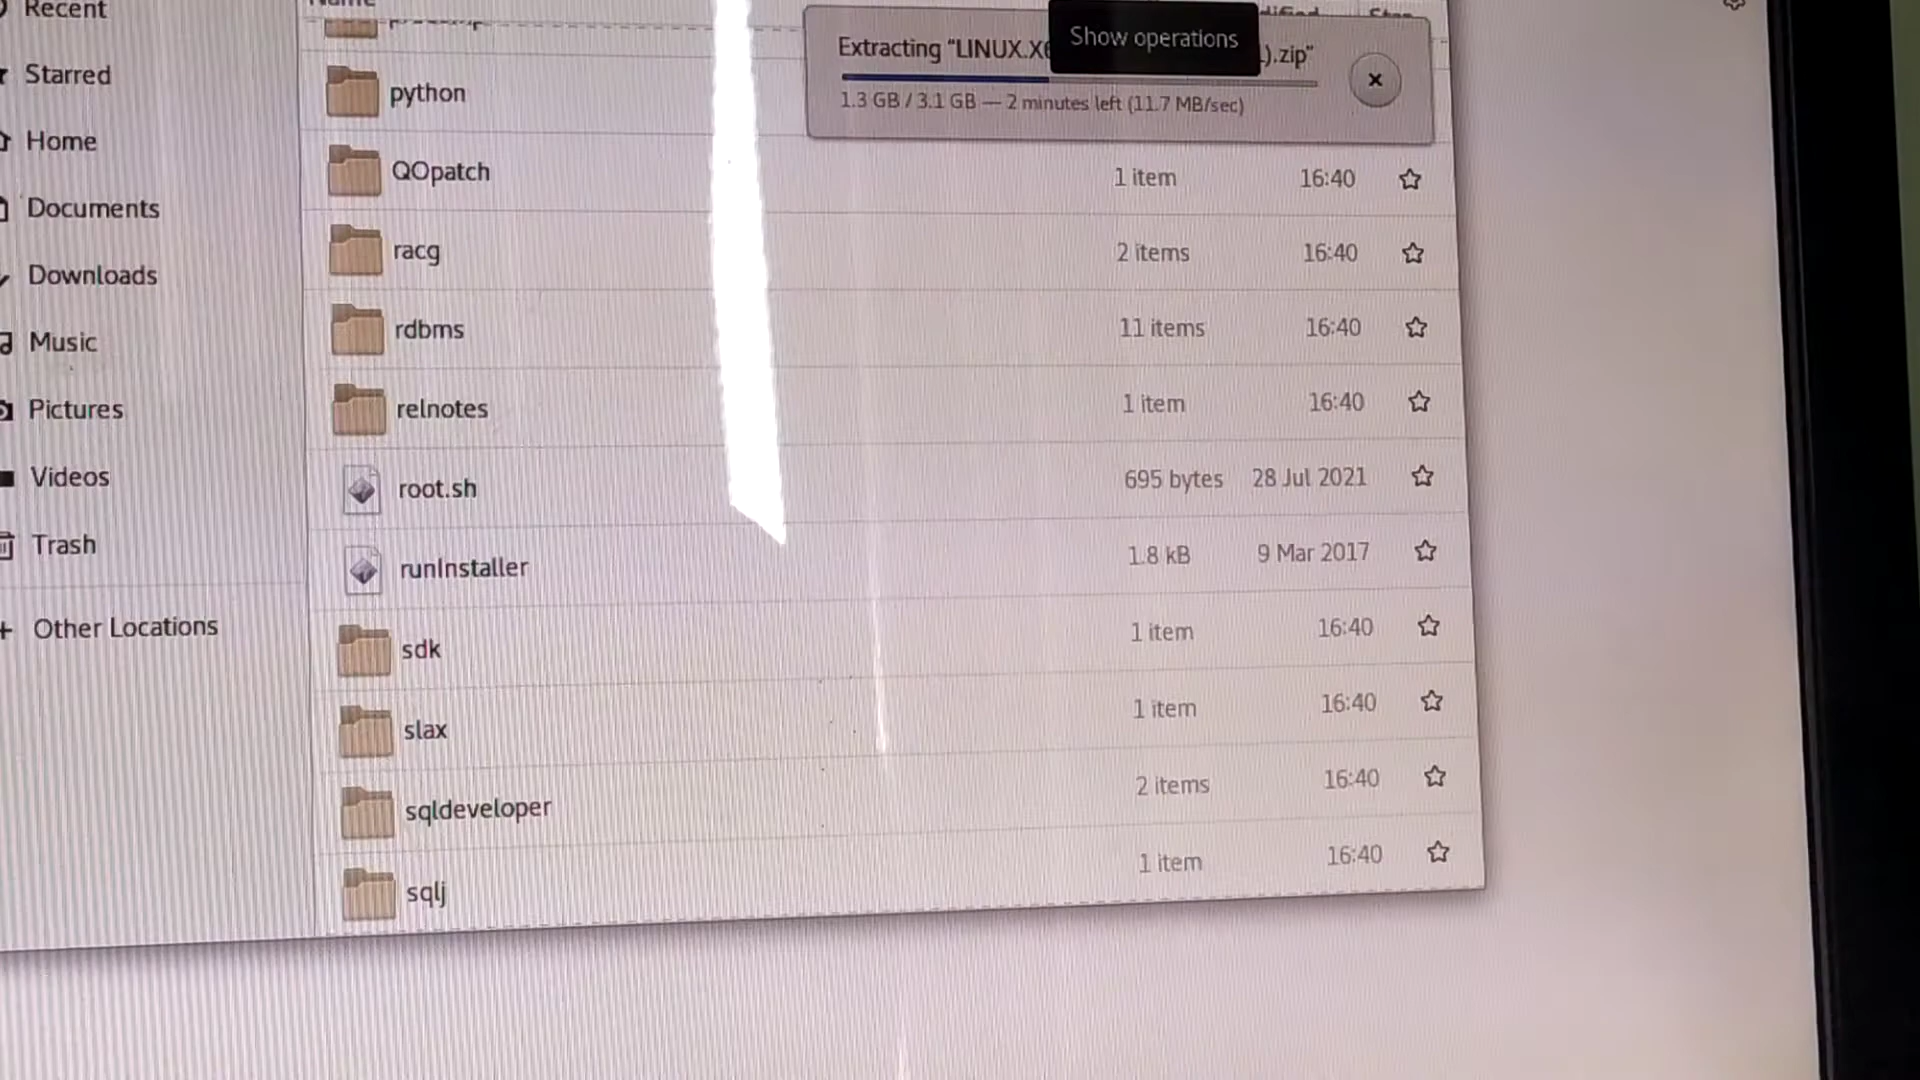 Recent
Starred
Home
Documents
Downloads
Music
Pictures
Videos
Trash
Other Locations
Show operations
Extracting “LINUX.X6 ).zip”
1.3 GB / 3.1 GB — 2 minutes left (11.7 MB/sec)
python
QOpatch 1 item 16:40
racg 2 items 16:40
rdbms 11 items 16:40
relnotes 1 item 16:40
root.sh 695 bytes 28 Jul 2021
runInstaller 1.8 kB 9 Mar 2017
sdk 1 item 16:40
slax 1 item 16:40
sqldeveloper 2 items 16:40
sqlj 1 item 16:40